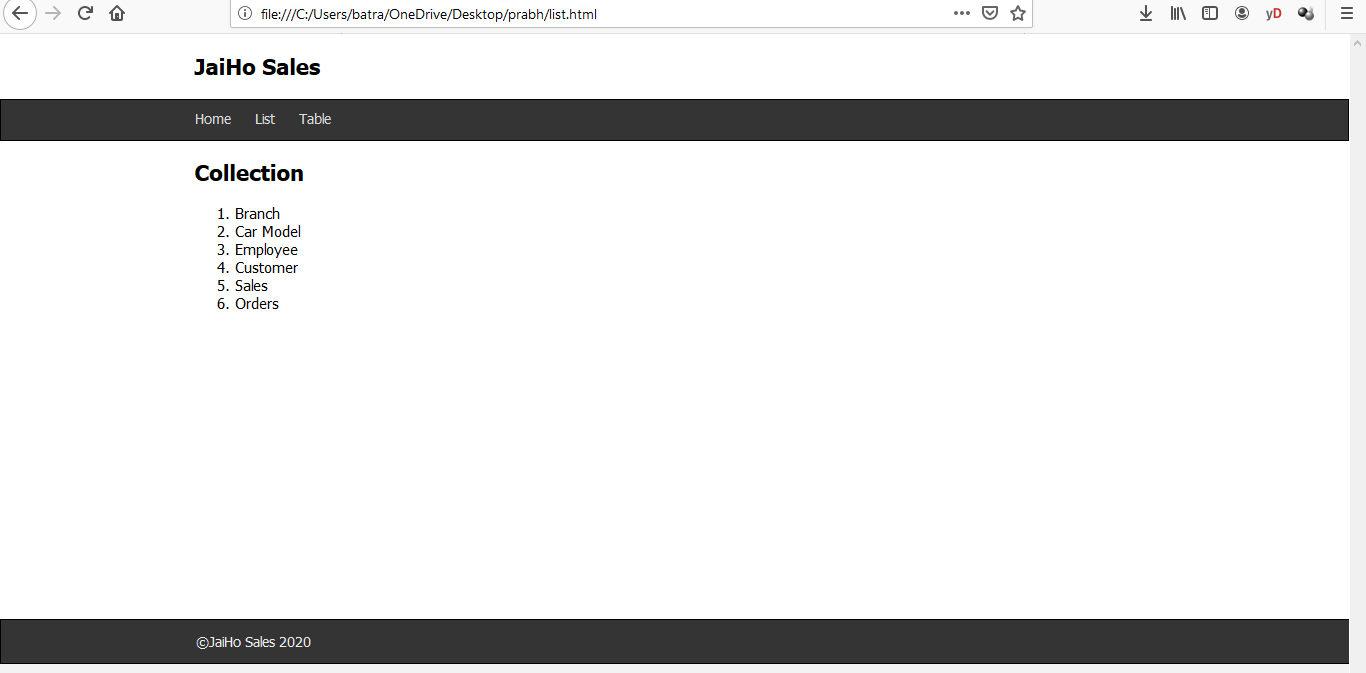 file:///C:/Users/batra/OneDrive/Desktop/prabh/list.html
yD
JaiHo Sales
Home List Table
Collection
1. Branch
2. Car Model
3. Employee
4. Customer
5. Sales
6. Orders
©JaiHo Sales 2020